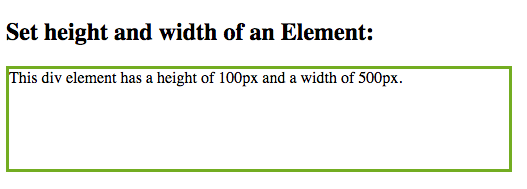 Set height and width of an Element:
This div element has a height of 100px and a width of 500px.